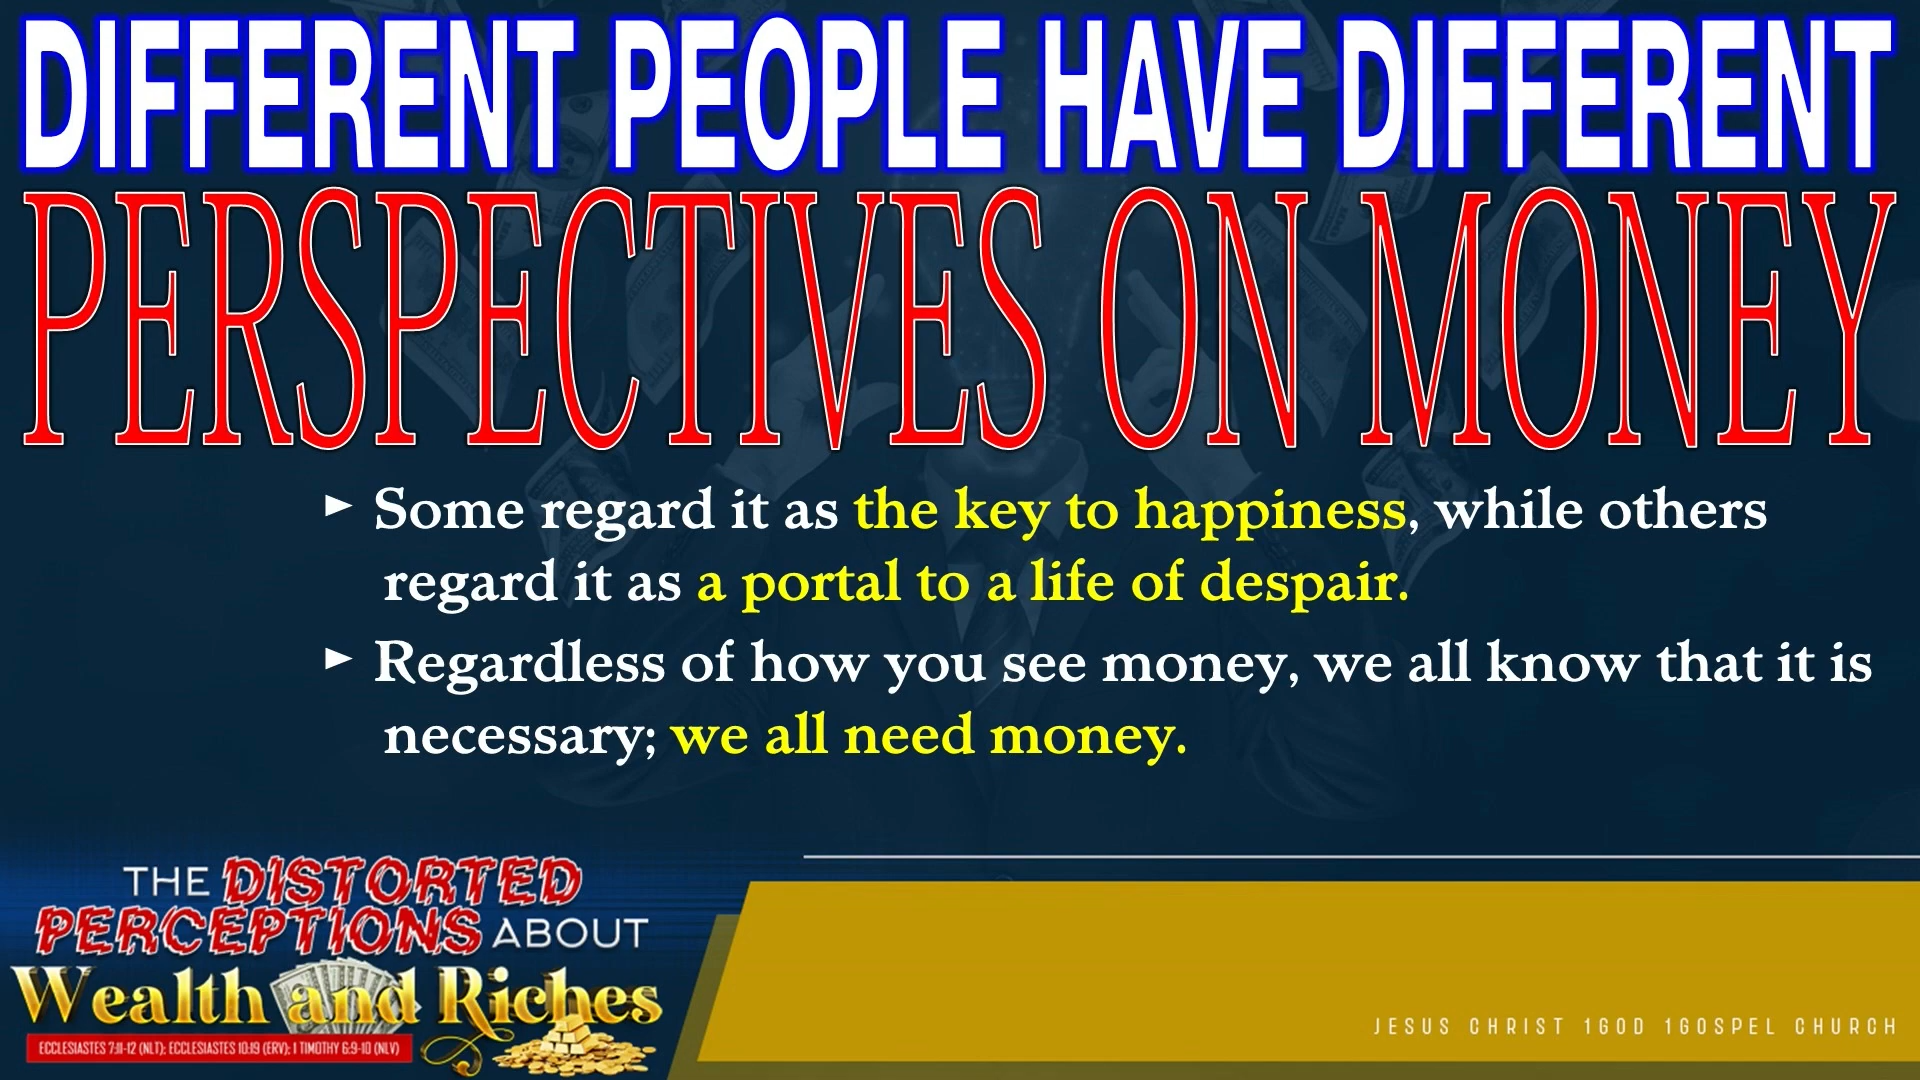 DIFFERENT PEOPLE HAVE DIFFERENT
PERSPECTIVES ON MONEY
► Some regard it as the key to happiness, while others
regard it as a portal to a life of despair.
► Regardless of how you see money, we all know that it is
necessary; we all need money.
THE DISTORTED
PERCEPTIONS ABOUT
Wealth and Riches
ECCLESIASTES 7:11-12 (NLT); ECCLESIASTES 10:19 (ERV); 1 TIMOTHY 6:9-10 (NLV)
JESUS CHRIST 1GOD 1GOSPEL CHURCH